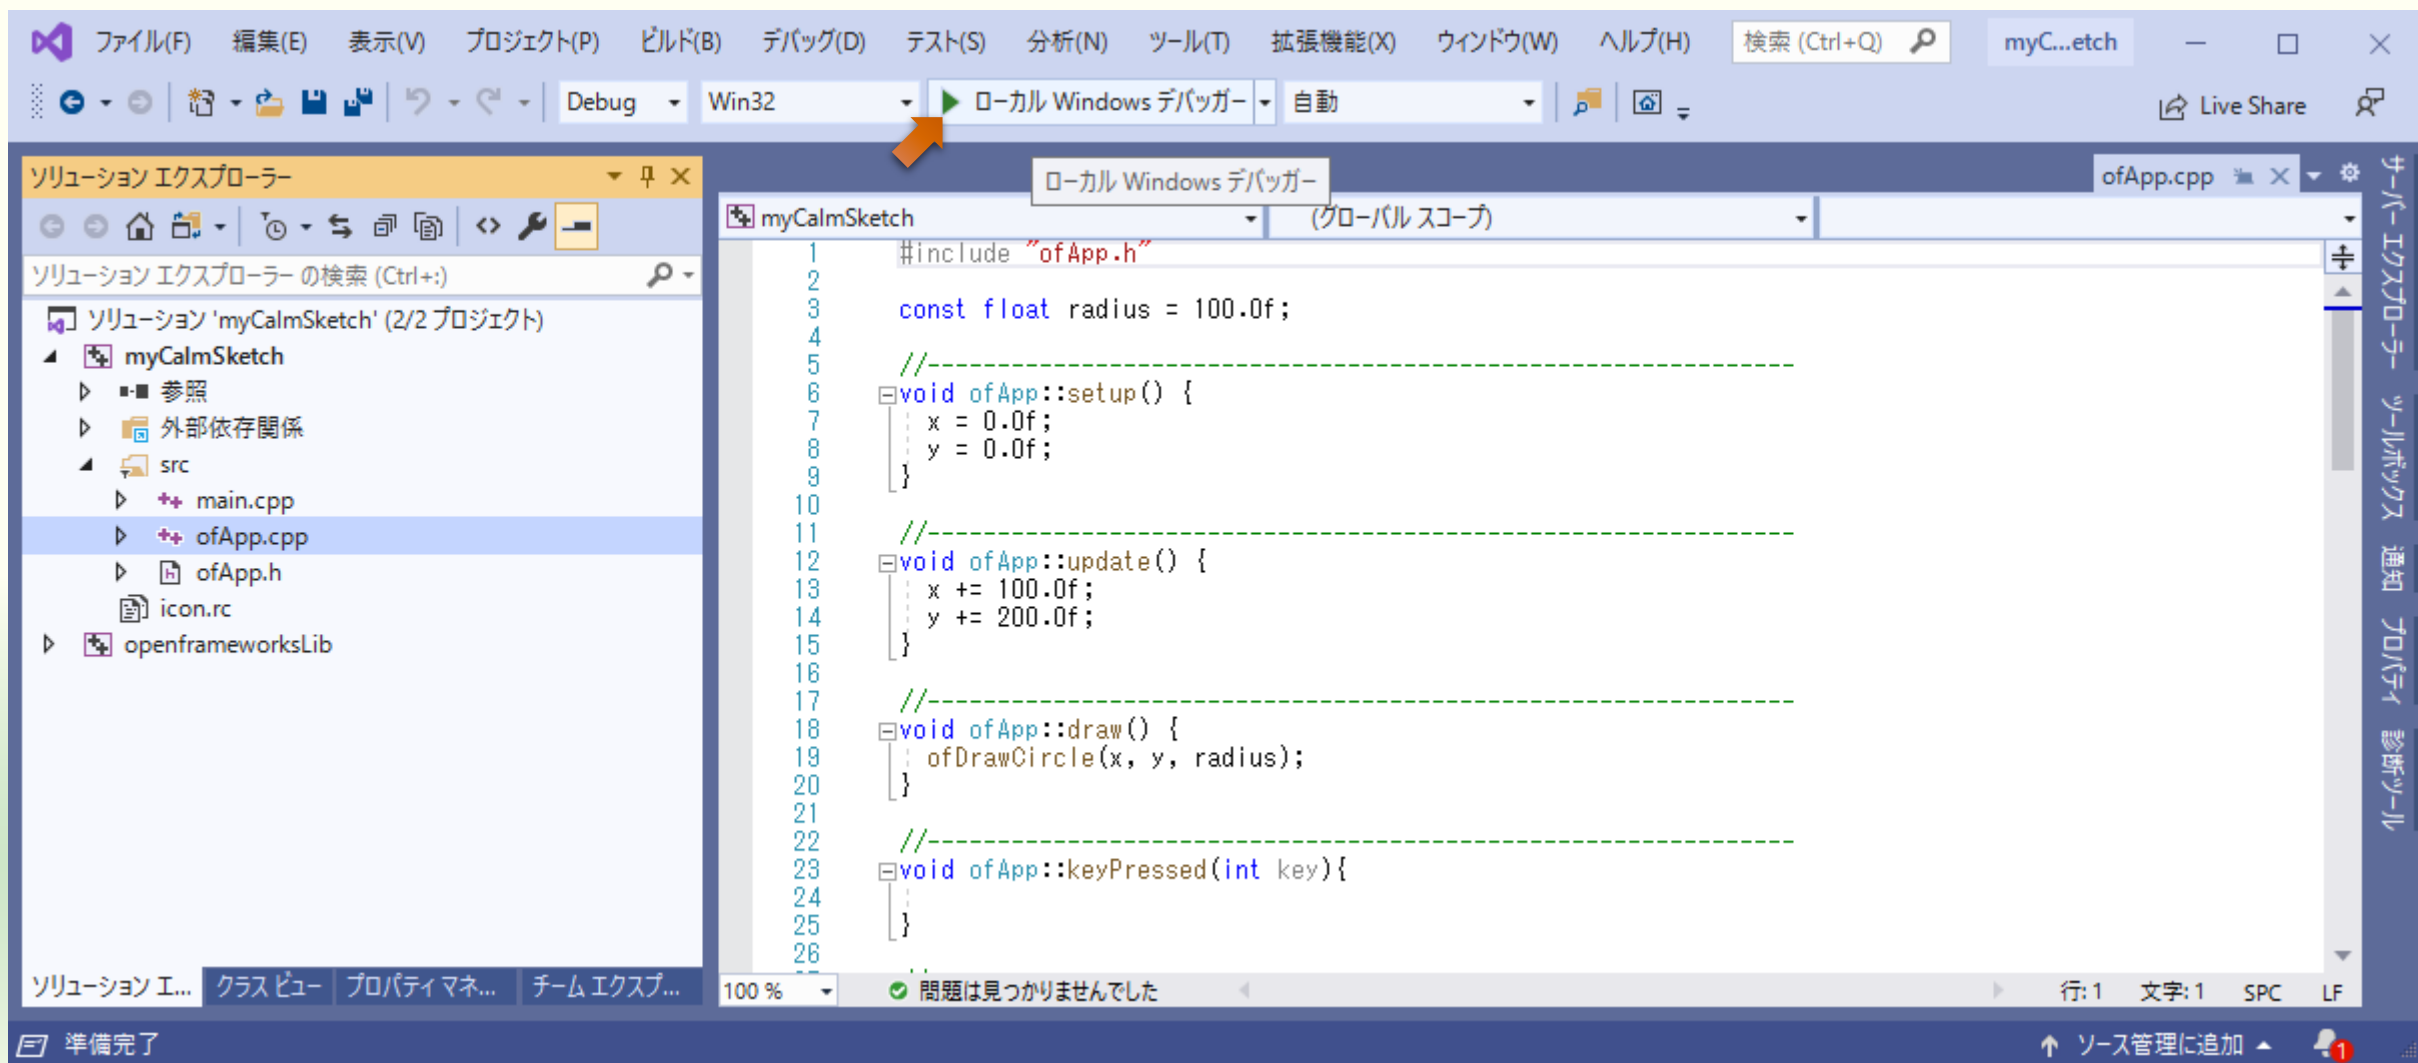 ファイル(F) 編集(E) 表示(V) プロジェクト(P) ビルド(B) デバッグ(D) テスト(S) 分析(N) ツール(T) 拡張機能(X) ウィンドウ(W) ヘルプ(H) 検索 (Ctrl+Q) myC...etch
Debug Win32 ローカル Windows デバッガー 自動 Live Share
ローカル Windows デバッガー
ソリューション エクスプローラー
ソリューション エクスプローラー の検索 (Ctrl+:)
ソリューション 'myCalmSketch' (2/2 プロジェクト)
myCalmSketch
参照
外部依存関係
src
main.cpp
ofApp.cpp
ofApp.h
icon.rc
openframeworksLib
ソリューション エ... クラス ビュー プロパティ マネ... チーム エクスプ...
ofApp.cpp
myCalmSketch (グローバル スコープ)
1 #include "ofApp.h"
2
3 const float radius = 100.0f;
4
5 //--------------------------------------------------------------
6 void ofApp::setup() {
7 x = 0.0f;
8 y = 0.0f;
9 }
10
11 //--------------------------------------------------------------
12 void ofApp::update() {
13 x += 100.0f;
14 y += 200.0f;
15 }
16
17 //--------------------------------------------------------------
18 void ofApp::draw() {
19 ofDrawCircle(x, y, radius);
20 }
21
22 //--------------------------------------------------------------
23 void ofApp::keyPressed(int key){
24
25 }
26
100 % 問題は見つかりませんでした 行: 1 文字: 1 SPC LF
サーバー エクスプローラー
ツールボックス
通知
プロパティ
診断ツール
準備完了 ソース管理に追加 1